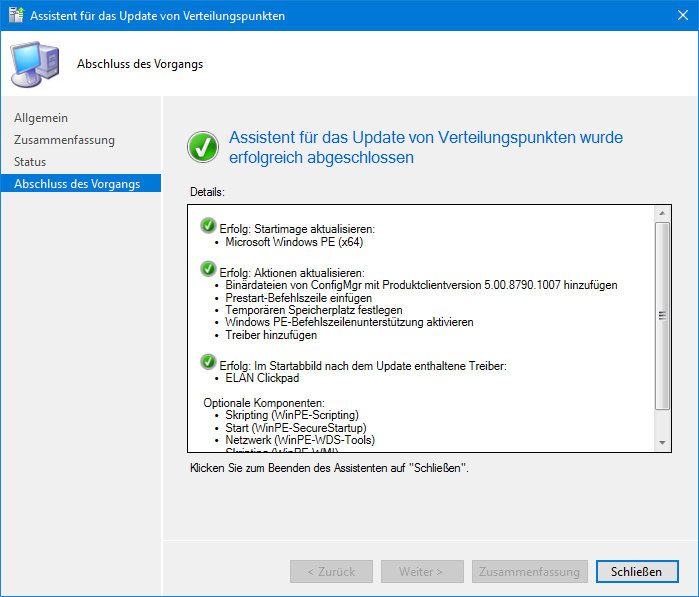 Assistent für das Update von Verteilungspunkten
Abschluss des Vorgangs
Allgemein
Zusammenfassung
Status
Abschluss des Vorgangs
Assistent für das Update von Verteilungspunkten wurde
erfolgreich abgeschlossen
Details:
Erfolg: Startimage aktualisieren:
• Microsoft Windows PE (x64)
Erfolg: Aktionen aktualisieren:
• Binärdateien von ConfigMgr mit Produktclientversion 5.00.8790.1007 hinzufügen
• Prestart-Befehlszeile einfügen
• Temporären Speicherplatz festlegen
• Windows PE-Befehlszeilenunterstützung aktivieren
• Treiber hinzufügen
Erfolg: Im Startabbild nach dem Update enthaltene Treiber:
• ELAN Clickpad
Optionale Komponenten:
• Skripting (WinPE-Scripting)
• Start (WinPE-SecureStartup)
• Netzwerk (WinPE-WDS-Tools)
• Skripting (WinPE-WMI)
Klicken Sie zum Beenden des Assistenten auf "Schließen".
< Zurück
Weiter >
Zusammenfassung
Schließen